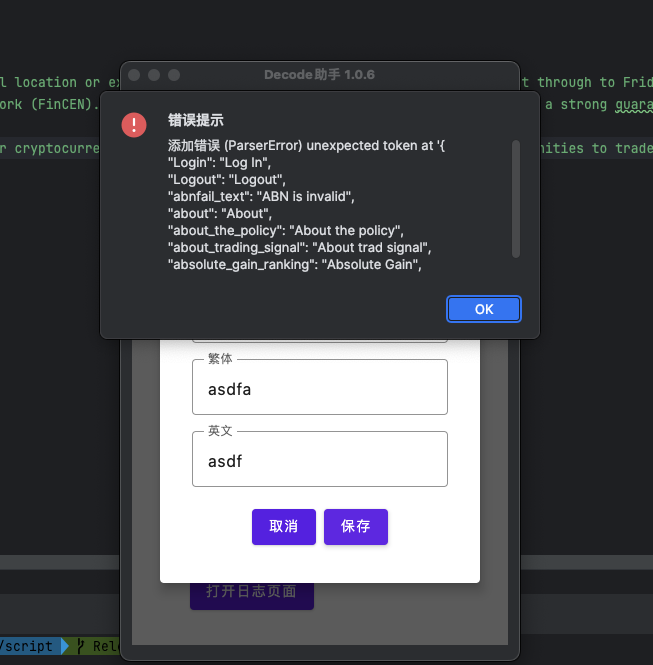 Decode助手 1.0.6
l location or ex
t through to Frid
ork (FinCEN).
a strong guara
r cryptocurre
nities to trade
错误提示
添加错误 (ParserError) unexpected token at '{
"Login": "Log In",
"Logout": "Logout",
"abnfail_text": "ABN is invalid",
"about": "About",
"about_the_policy": "About the policy",
"about_trading_signal": "About trad signal",
"absolute_gain_ranking": "Absolute Gain",
OK
繁体
asdfa
英文
asdf
取消
保存
打开日志页面
/script
Rele